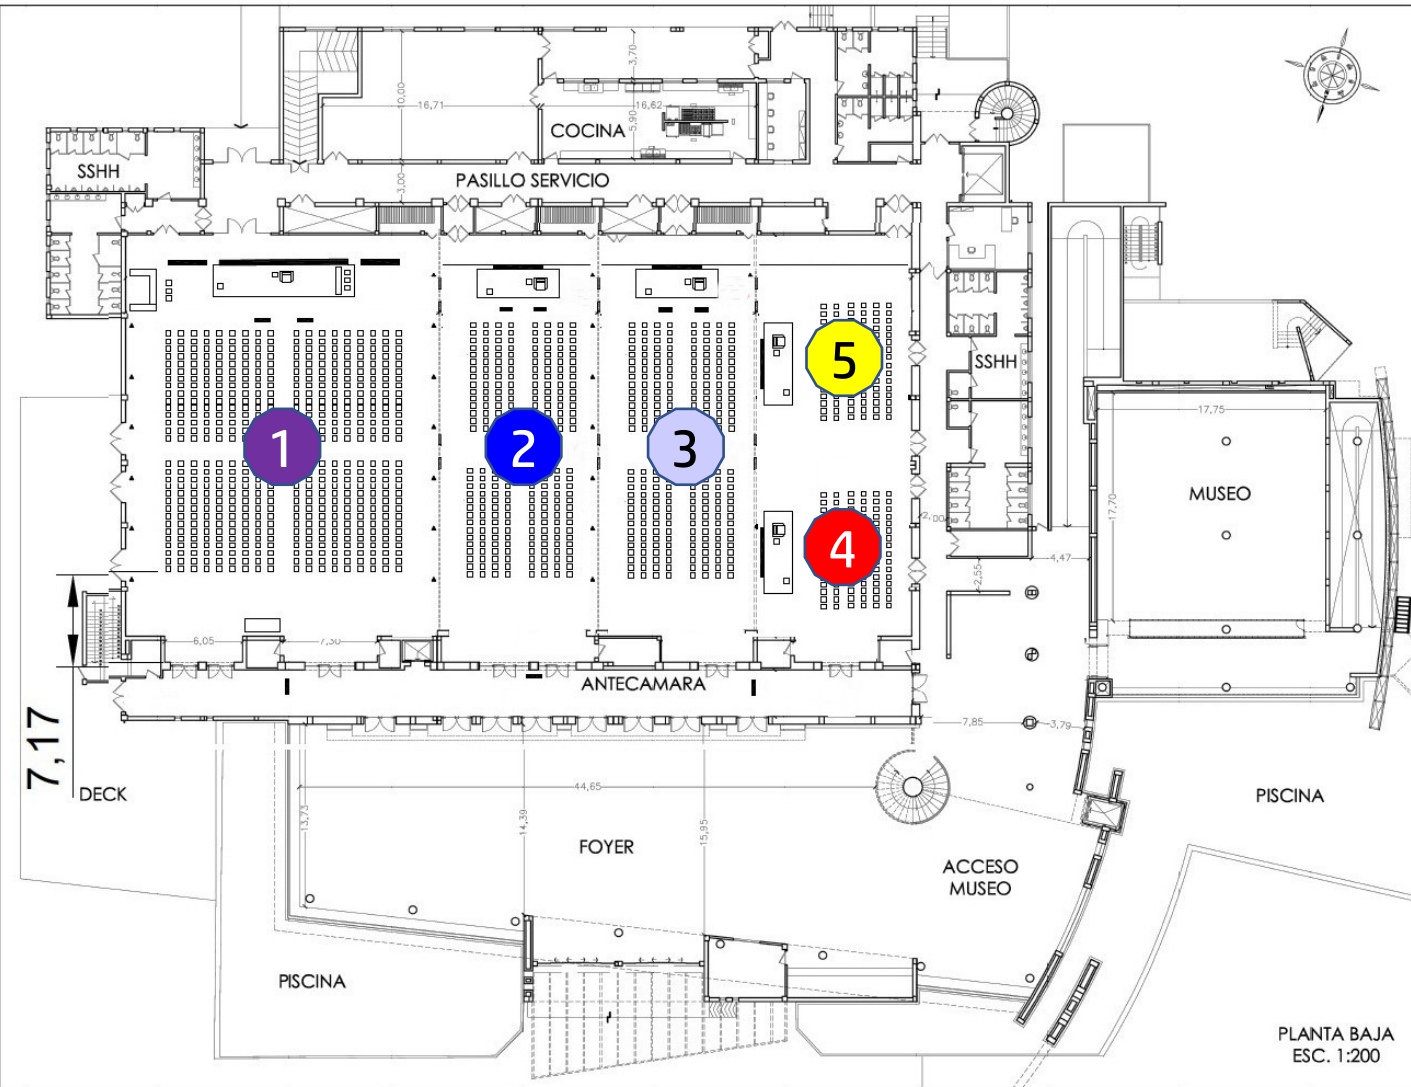 3,70
10,00
16,71
16,62
5,90
COCINA
SSHH
3,00
PASILLO SERVICIO
5
SSHH
17,75
1
2
3
MUSEO
17,70
2,00
4
4,47
2,55
6,05
7,30
ANTECAMARA
7,17
7,85
3,79
DECK
44,65
PISCINA
13,73
14,39
15,95
FOYER
ACCESO
MUSEO
PISCINA
PLANTA BAJA
ESC. 1:200